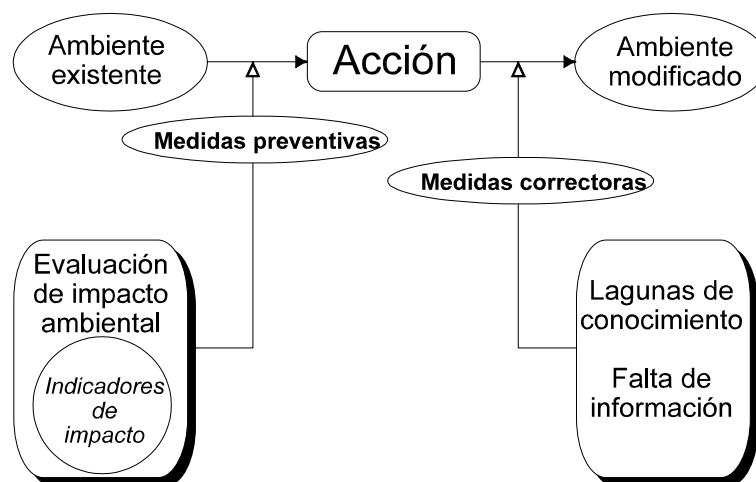 Ambiente
existente
Acción
Ambiente
modificado
Medidas preventivas
Medidas correctoras
Evaluación
de impacto
ambiental
Indicadores
de
impacto
Lagunas de
conocimiento
Falta de
información